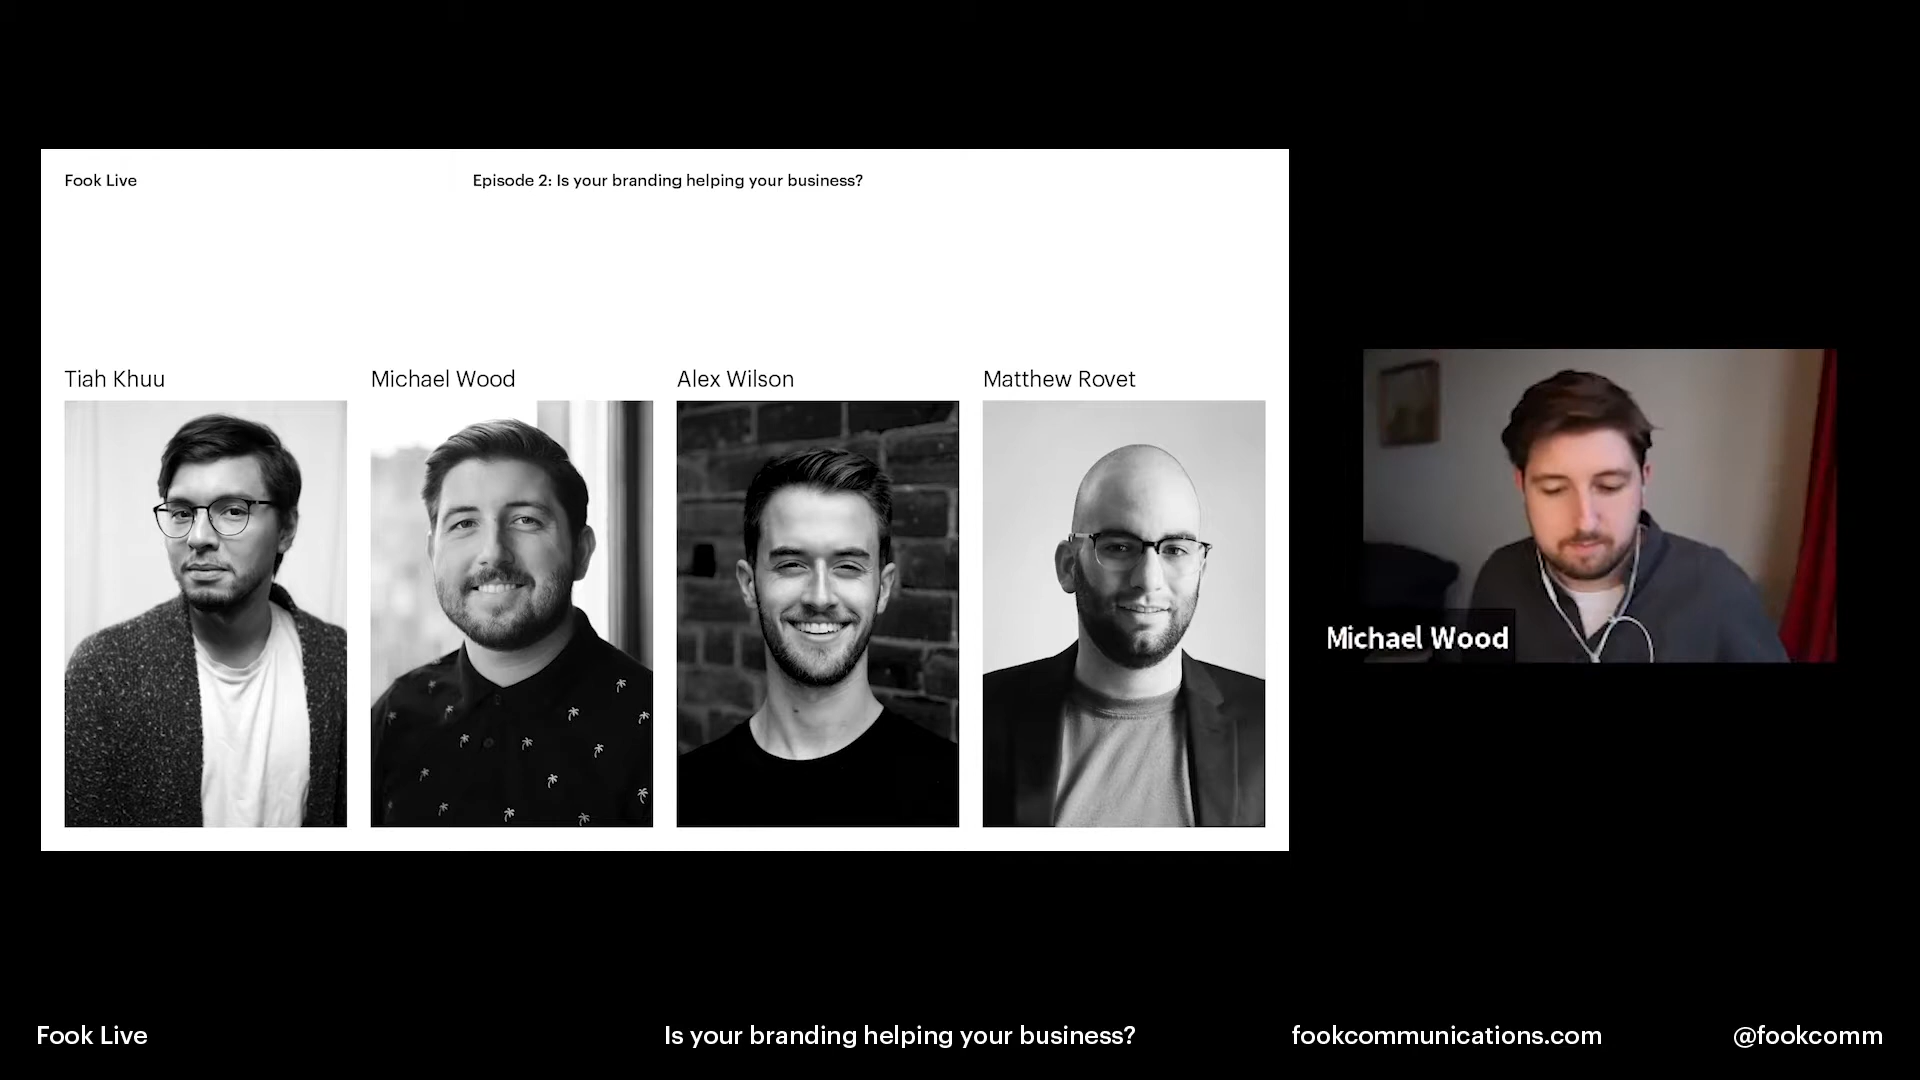 Fook Live
Episode 2: Is your branding helping your business?
Tiah Khuu
Michael Wood
Alex Wilson
Matthew Rovet
Michael Wood
Fook Live
Is your branding helping your business?
fookcommunications.com
@fookcomm